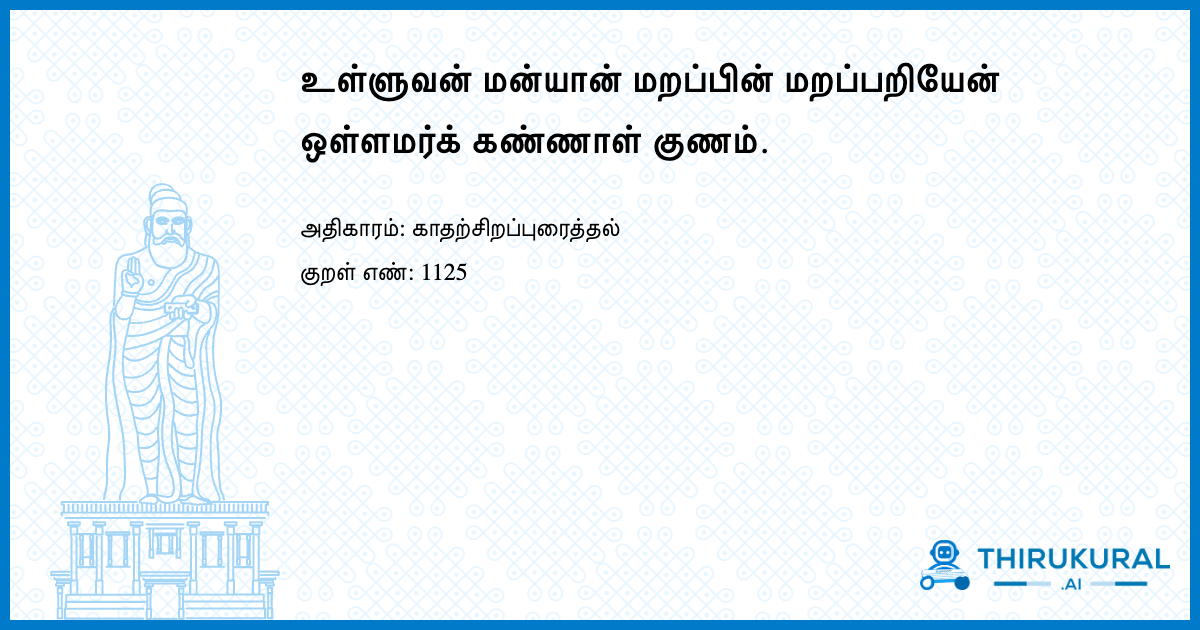 உள்ளுவன் மன்யான் மறப்பின் மறப்பறியேன்
ஒள்ளமர்க் கண்ணாள் குணம்.
அதிகாரம்: காதற்சிறப்புரைத்தல்
குறள் எண்: 1125
THIRUKURAL
.AI